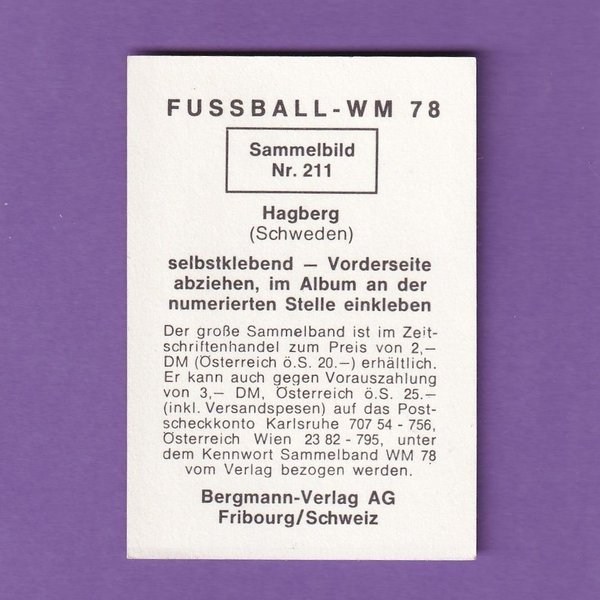 FUSSBALL-WM 78
Sammelbild
Nr. 211
Hagberg
(Schweden)
selbstklebend – Vorderseite
abziehen, im Album an der
numerierten Stelle einkleben
Der große Sammelband ist im Zeit-
schriftenhandel zum Preis von 2,–
DM (Österreich ö.S. 20.–) erhältlich.
Er kann auch gegen Vorauszahlung
von 3,– DM, Österreich ö.S. 25.–
(inkl. Versandspesen) auf das Post-
scheckkonto Karlsruhe 707 54 - 756,
Österreich Wien 23 82 - 795, unter
dem Kennwort Sammelband WM 78
vom Verlag bezogen werden.
Bergmann-Verlag AG
Fribourg/Schweiz